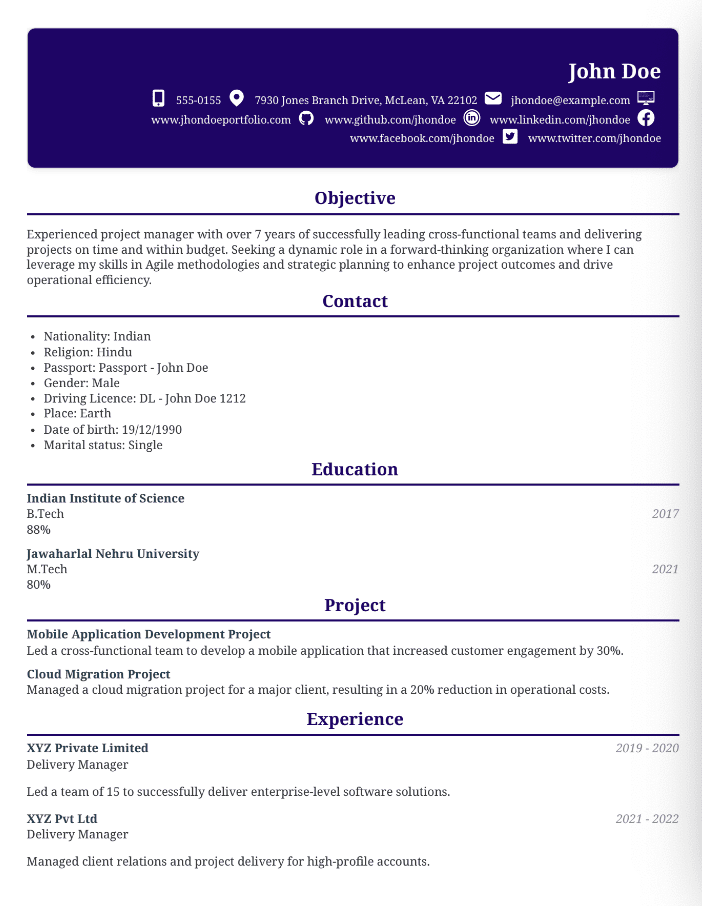 John Doe
555-0155 7930 Jones Branch Drive, McLean, VA 22102 jhondoe@example.com
www.jhondoeportfolio.com www.github.com/jhondoe www.linkedin.com/jhondoe
www.facebook.com/jhondoe www.twitter.com/jhondoe
Objective
Experienced project manager with over 7 years of successfully leading cross-functional teams and delivering
projects on time and within budget. Seeking a dynamic role in a forward-thinking organization where I can
leverage my skills in Agile methodologies and strategic planning to enhance project outcomes and drive
operational efficiency.
Contact
• Nationality: Indian
• Religion: Hindu
• Passport: Passport - John Doe
• Gender: Male
• Driving Licence: DL - John Doe 1212
• Place: Earth
• Date of birth: 19/12/1990
• Marital status: Single
Education
Indian Institute of Science
B.Tech 2017
88%
Jawaharlal Nehru University
M.Tech 2021
80%
Project
Mobile Application Development Project
Led a cross-functional team to develop a mobile application that increased customer engagement by 30%.
Cloud Migration Project
Managed a cloud migration project for a major client, resulting in a 20% reduction in operational costs.
Experience
XYZ Private Limited 2019 - 2020
Delivery Manager
Led a team of 15 to successfully deliver enterprise-level software solutions.
XYZ Pvt Ltd 2021 - 2022
Delivery Manager
Managed client relations and project delivery for high-profile accounts.